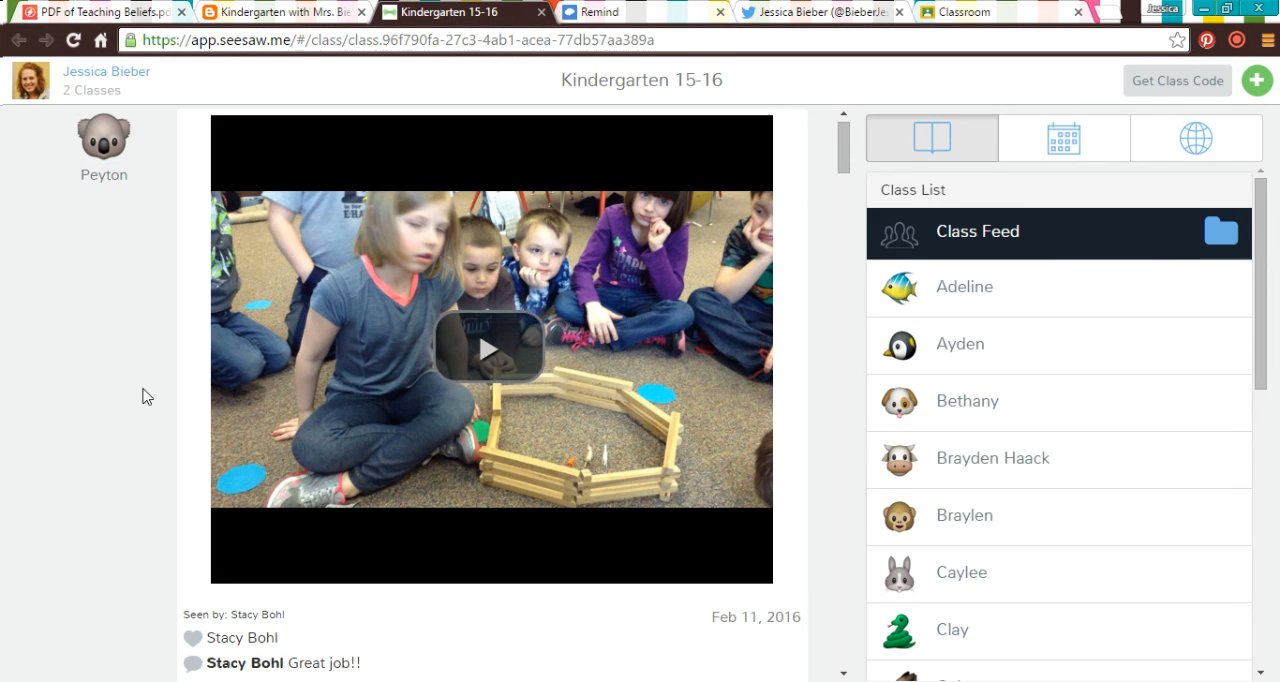 PDF of Teaching Beliefs.pd
Kindergarten with Mrs. Bie
Kindergarten 15-16
Remind
Jessica Bieber (@BieberJe
Classroom
Jessica
https://app.seesaw.me/#/class/class.96f790fa-27c3-4ab1-acea-77db57aa389a
Jessica Bieber
2 Classes
Kindergarten 15-16
Get Class Code
Peyton
Class List
Class Feed
Adeline
Ayden
Bethany
Brayden Haack
Braylen
Caylee
Clay
Seen by: Stacy Bohl
Feb 11, 2016
Stacy Bohl
Stacy Bohl Great job!!